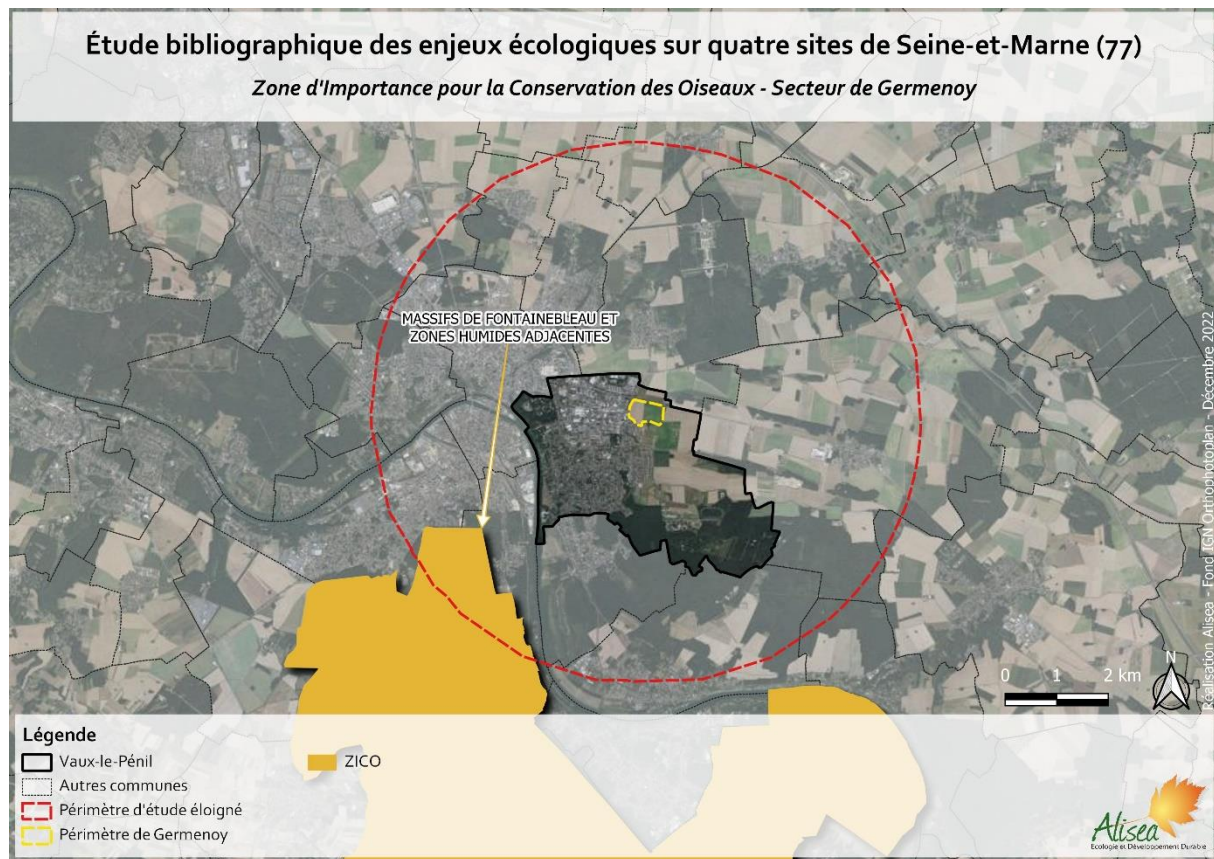 Étude bibliographique des enjeux écologiques sur quatre sites de Seine-et-Marne (77)
Zone d'Importance pour la Conservation des Oiseaux - Secteur de Germenoy
MASSIFS DE FONTAINEBLEAU ET
ZONES HUMIDES ADJACENTES
Réalisation Alisea - Fond IGN Orthophotoplan - Décembre 2022
0 1 2 km
N
Légende
Vaux-le-Pénil
Autres communes
Périmètre d'étude éloigné
Périmètre de Germenoy
ZICO
Alisea
Ecologie et Développement Durable